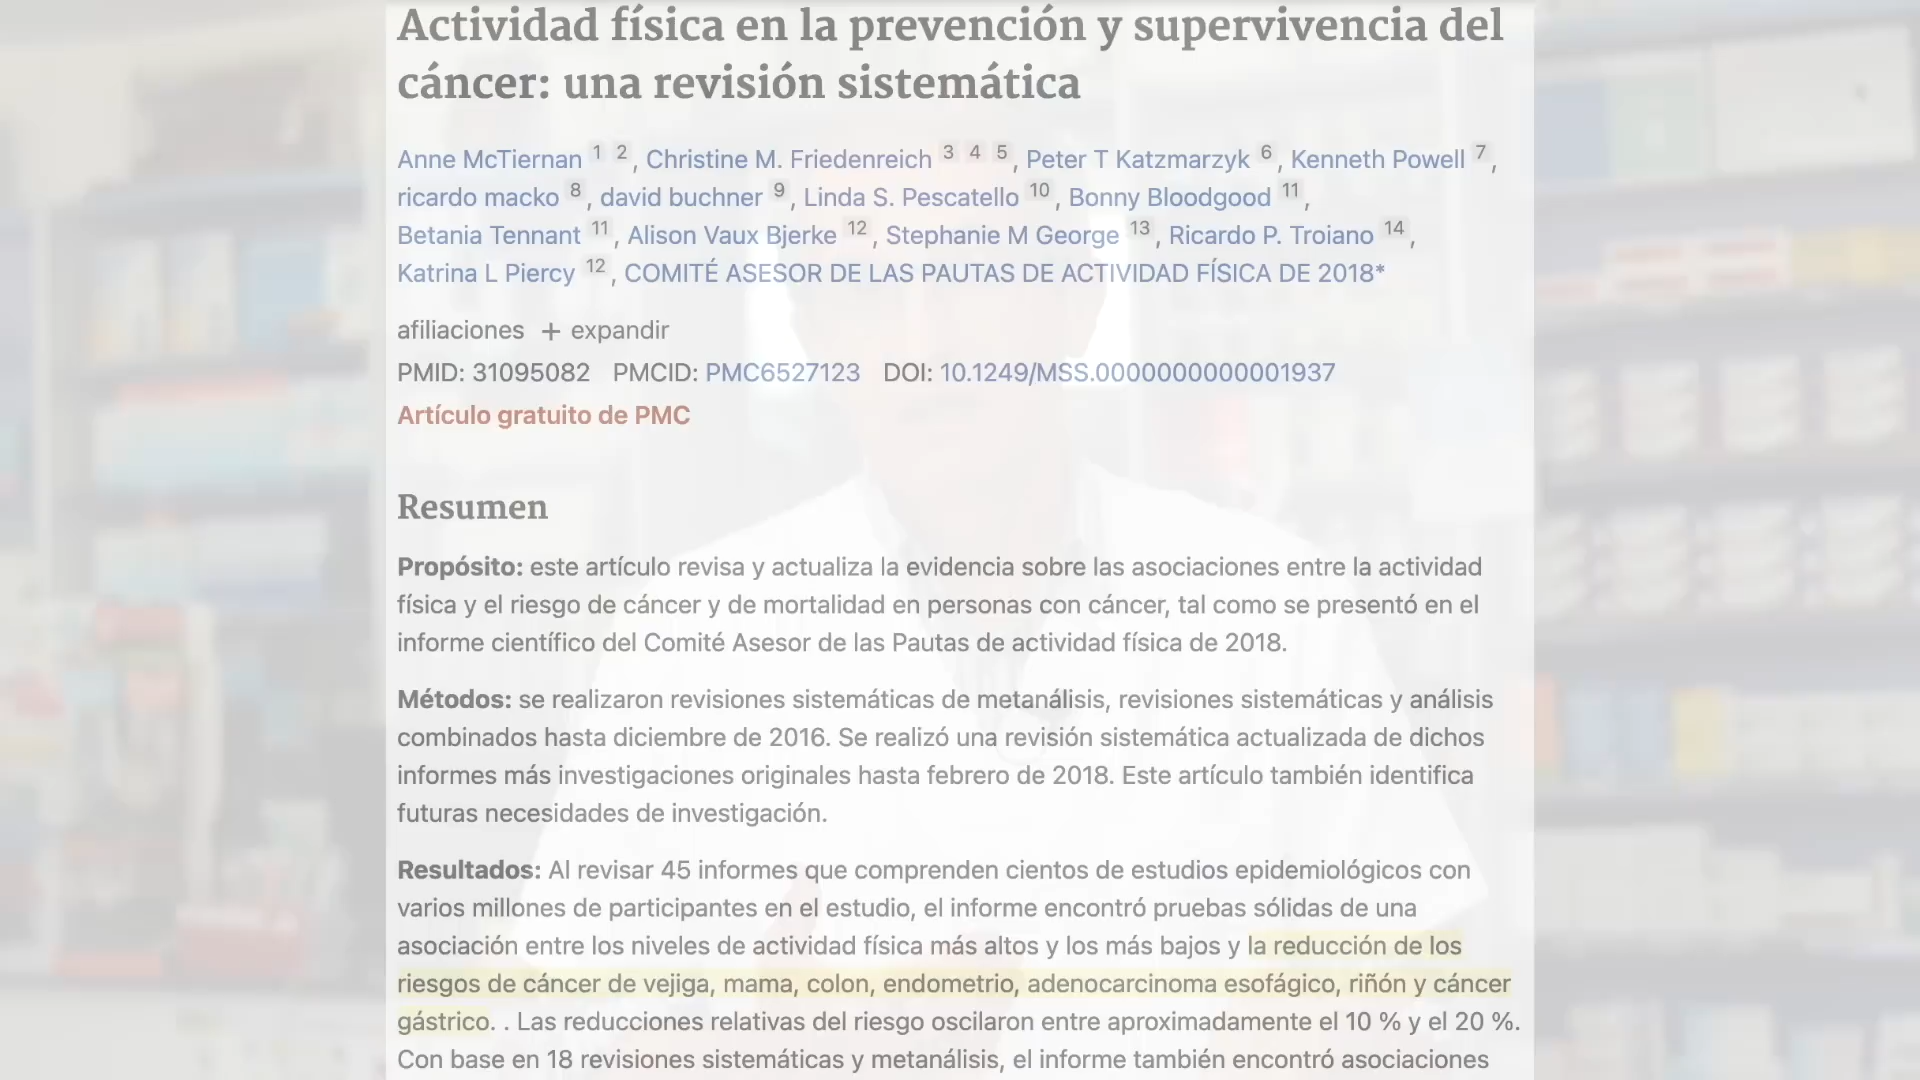 Actividad física en la prevención y supervivencia del
cáncer: una revisión sistemática
Anne McTiernan 1 2, Christine M. Friedenreich 3 4 5, Peter T Katzmarzyk 6, Kenneth Powell 7,
ricardo macko 8, david buchner 9, Linda S. Pescatello 10, Bonny Bloodgood 11,
Betania Tennant 11, Alison Vaux Bjerke 12, Stephanie M George 13, Ricardo P. Troiano 14,
Katrina L Piercy 12, COMITÉ ASESOR DE LAS PAUTAS DE ACTIVIDAD FÍSICA DE 2018*
afiliaciones + expandir
PMID: 31095082 PMCID: PMC6527123 DOI: 10.1249/MSS.0000000000001937
Artículo gratuito de PMC
Resumen
Propósito: este artículo revisa y actualiza la evidencia sobre las asociaciones entre la actividad
física y el riesgo de cáncer y de mortalidad en personas con cáncer, tal como se presentó en el
informe científico del Comité Asesor de las Pautas de actividad física de 2018.
Métodos: se realizaron revisiones sistemáticas de metanálisis, revisiones sistemáticas y análisis
combinados hasta diciembre de 2016. Se realizó una revisión sistemática actualizada de dichos
informes más investigaciones originales hasta febrero de 2018. Este artículo también identifica
futuras necesidades de investigación.
Resultados: Al revisar 45 informes que comprenden cientos de estudios epidemiológicos con
varios millones de participantes en el estudio, el informe encontró pruebas sólidas de una
asociación entre los niveles de actividad física más altos y los más bajos y la reducción de los
riesgos de cáncer de vejiga, mama, colon, endometrio, adenocarcinoma esofágico, riñón y cáncer
gástrico. . Las reducciones relativas del riesgo oscilaron entre aproximadamente el 10 % y el 20 %.
Con base en 18 revisiones sistemáticas y metanálisis, el informe también encontró asociaciones